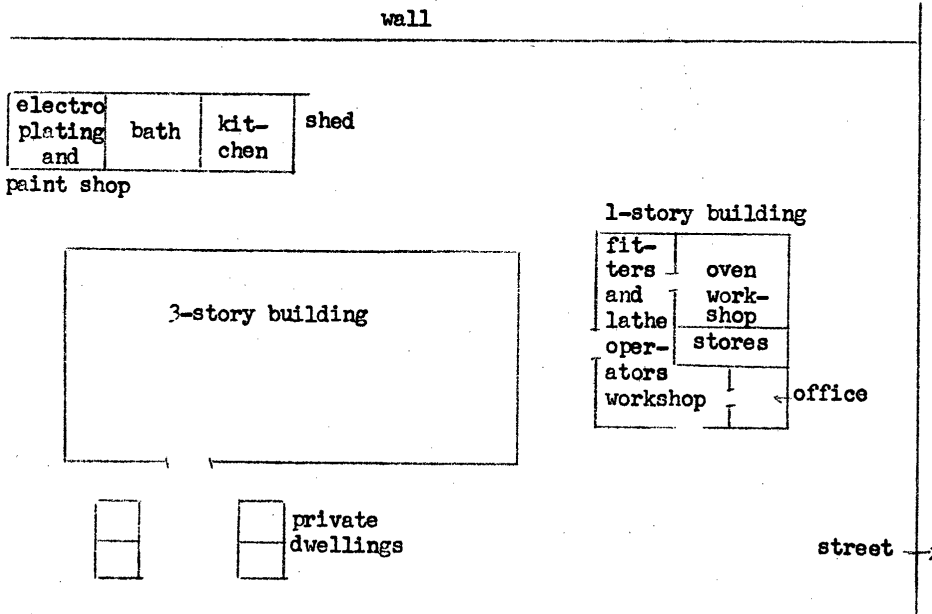 wall
electro
plating
and
paint shop
bath
kit-
chen
shed
1-story building
fit-
ters
and
lathe
oper-
ators
workshop
oven
work-
shop
stores
office
3-story building
private
dwellings
street